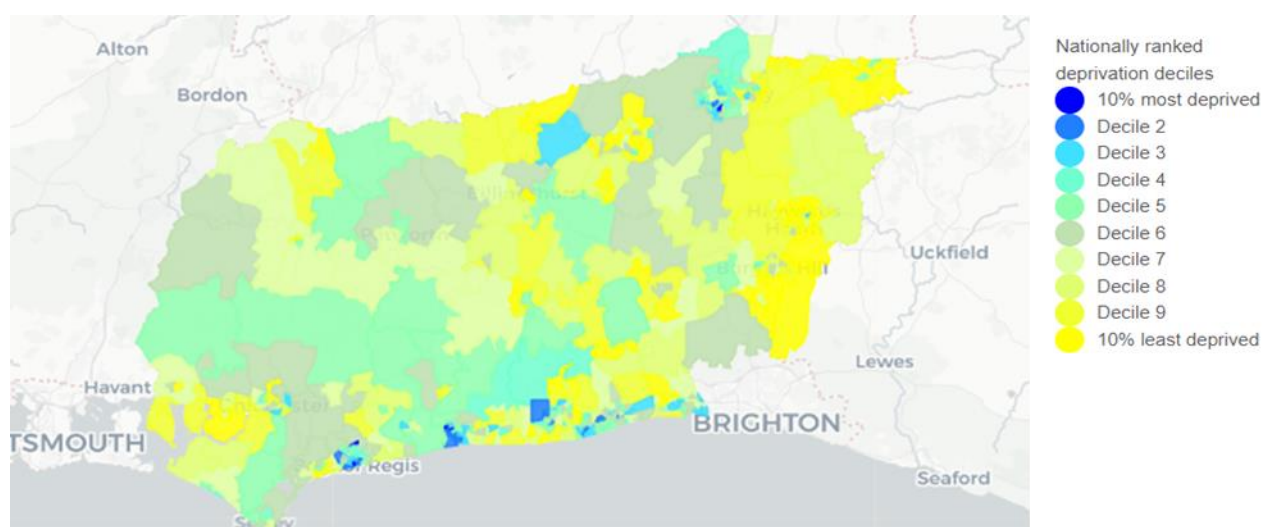 Alton
Bordon
Havant
TSMOUTH
BRIGHTON
Lewes
Uckfield
Seaford
Regis
Nationally ranked
deprivation deciles
10% most deprived
Decile 2
Decile 3
Decile 4
Decile 5
Decile 6
Decile 7
Decile 8
Decile 9
10% least deprived